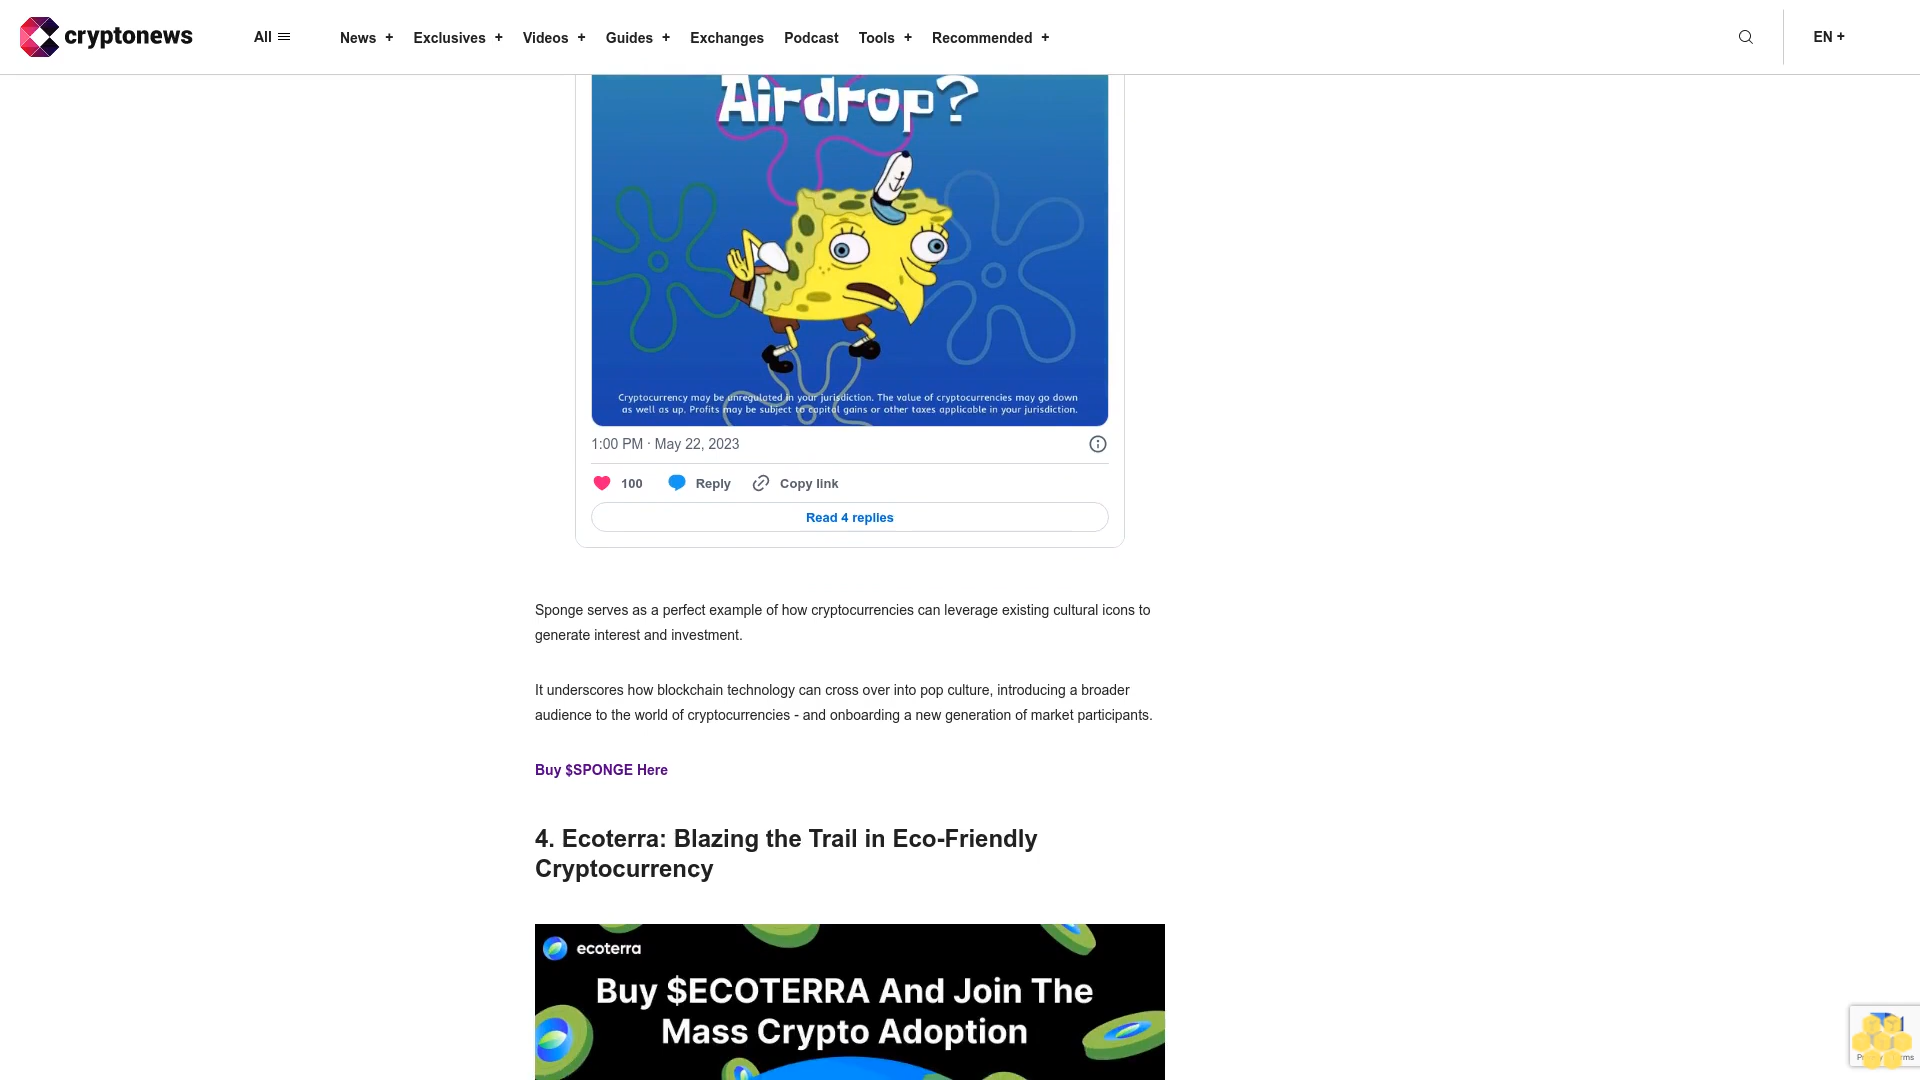 cryptonews
All
News +
Exclusives +
Videos +
Guides +
Exchanges
Podcast
Tools +
Recommended +
EN +
Airdrop?
Cryptocurrency may be unregulated in your jurisdiction. The value of cryptocurrencies may go down
as well as up. Profits may be subject to capital gains or other taxes applicable in your jurisdiction.
1:00 PM · May 22, 2023
100
Reply
Copy link
Read 4 replies
Sponge serves as a perfect example of how cryptocurrencies can leverage existing cultural icons to
generate interest and investment.
It underscores how blockchain technology can cross over into pop culture, introducing a broader
audience to the world of cryptocurrencies - and onboarding a new generation of market participants.
Buy $SPONGE Here
4. Ecoterra: Blazing the Trail in Eco-Friendly
Cryptocurrency
ecoterra
Buy $ECOTERRA And Join The
Mass Crypto Adoption